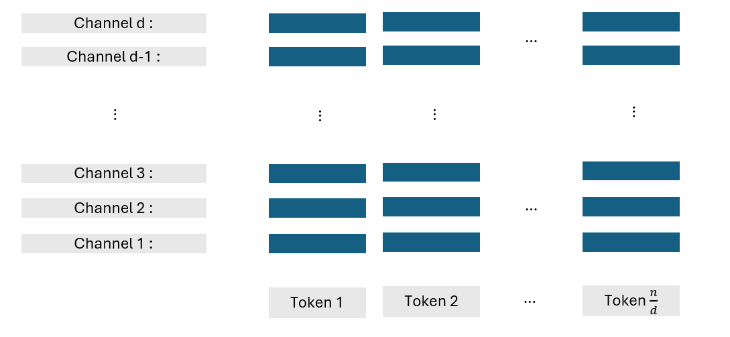 Channel d :
Channel d-1 :
⋮ ⋮ ⋮ ⋮
...
Channel 3 :
Channel 2 :
...
Channel 1 :
Token 1 Token 2 ... Token n/d